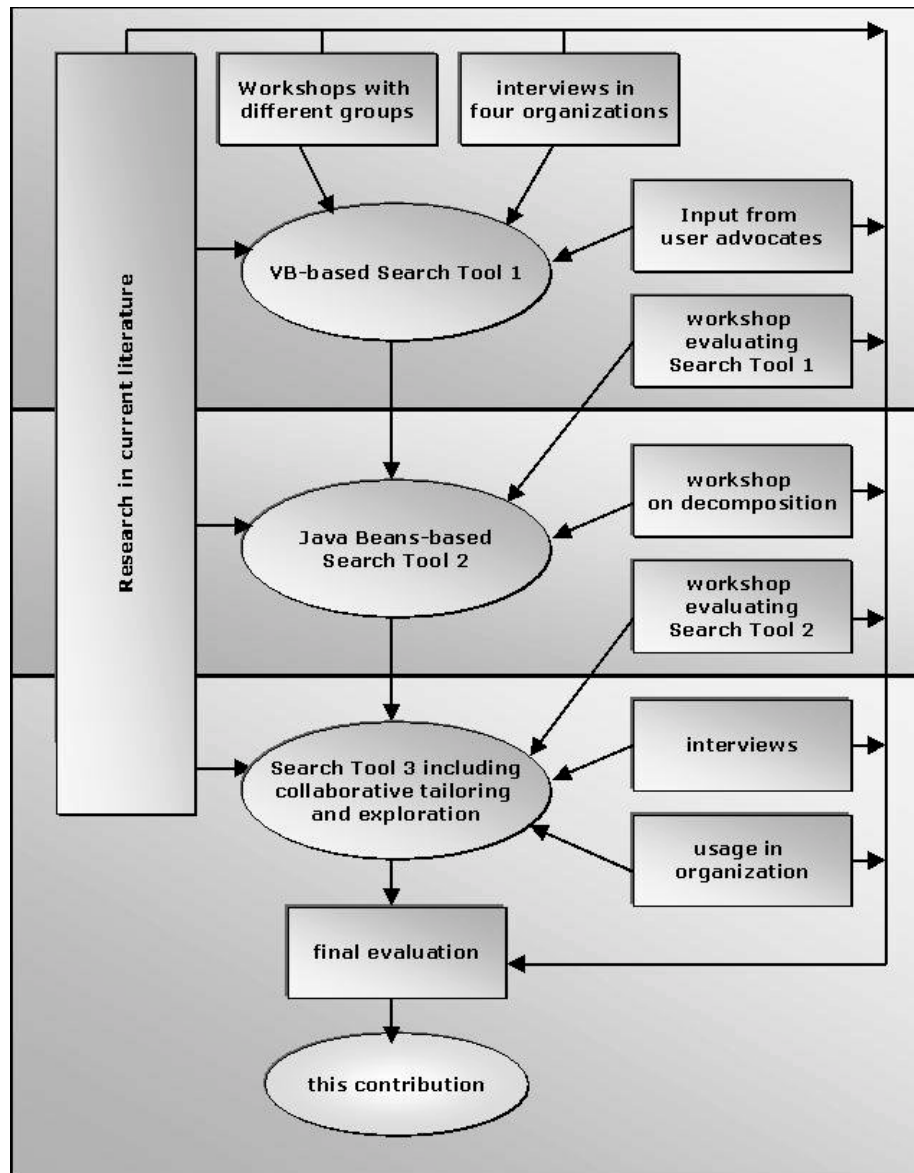 Workshops with
different groups
interviews in
four organizations
Research in current literature
Input from
user advocates
VB-based Search Tool 1
workshop
evaluating
Search Tool 1
workshop
on decomposition
Java Beans-based
Search Tool 2
workshop
evaluating
Search Tool 2
interviews
Search Tool 3 including
collaborative tailoring
and exploration
usage in
organization
final evaluation
this contribution